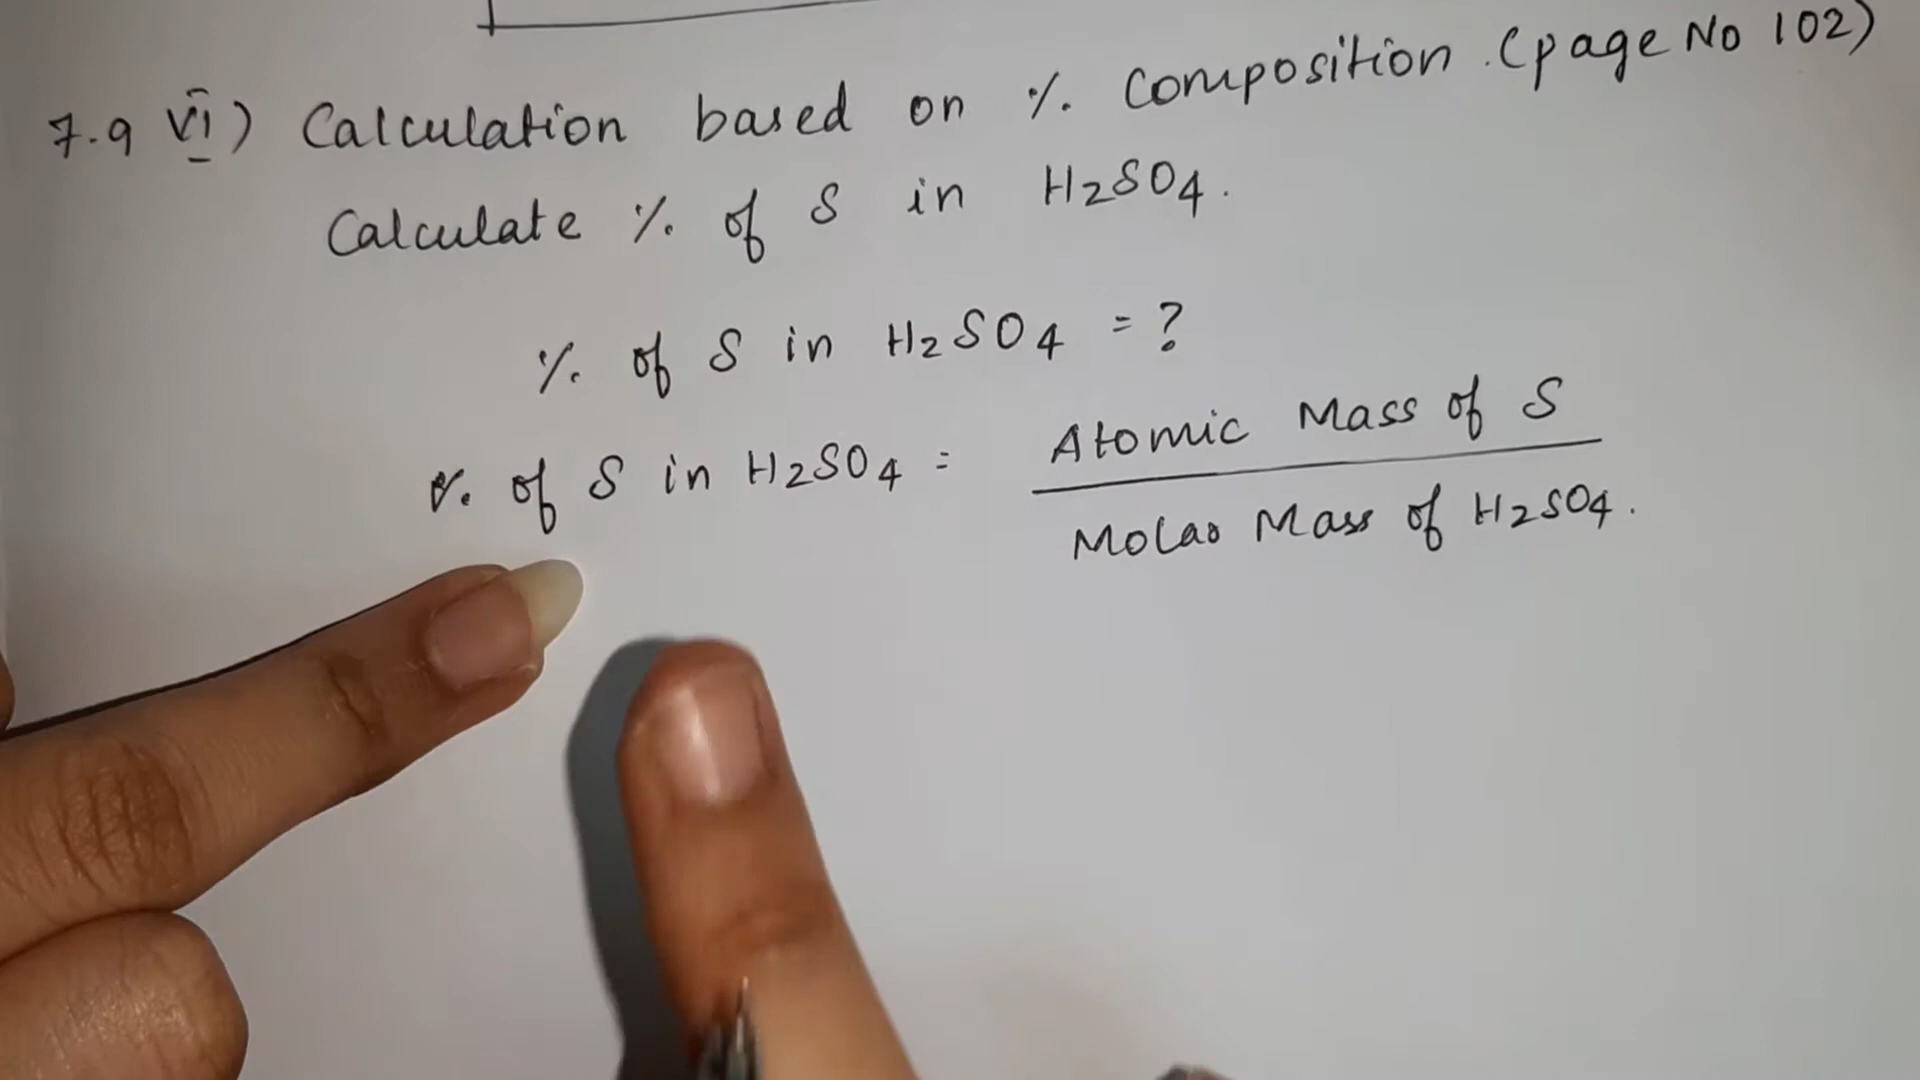 7.9 vi) Calculation based on % Composition. (page No 102)
Calculate % of S in H2SO4.
% of S in H2SO4 = ?
% of S in H2SO4 = Atomic Mass of S
Molar Mass of H2SO4.